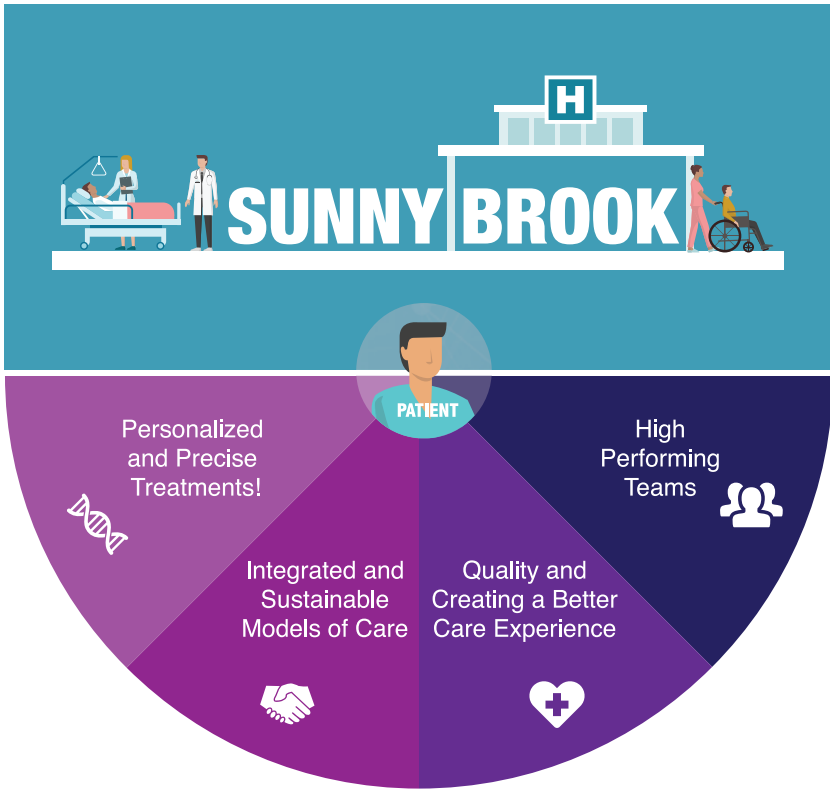 H
SUNNY BROOK
PATIENT
Personalized
and Precise
Treatments!
Integrated and
Sustainable
Models of Care
Quality and
Creating a Better
Care Experience
High
Performing
Teams